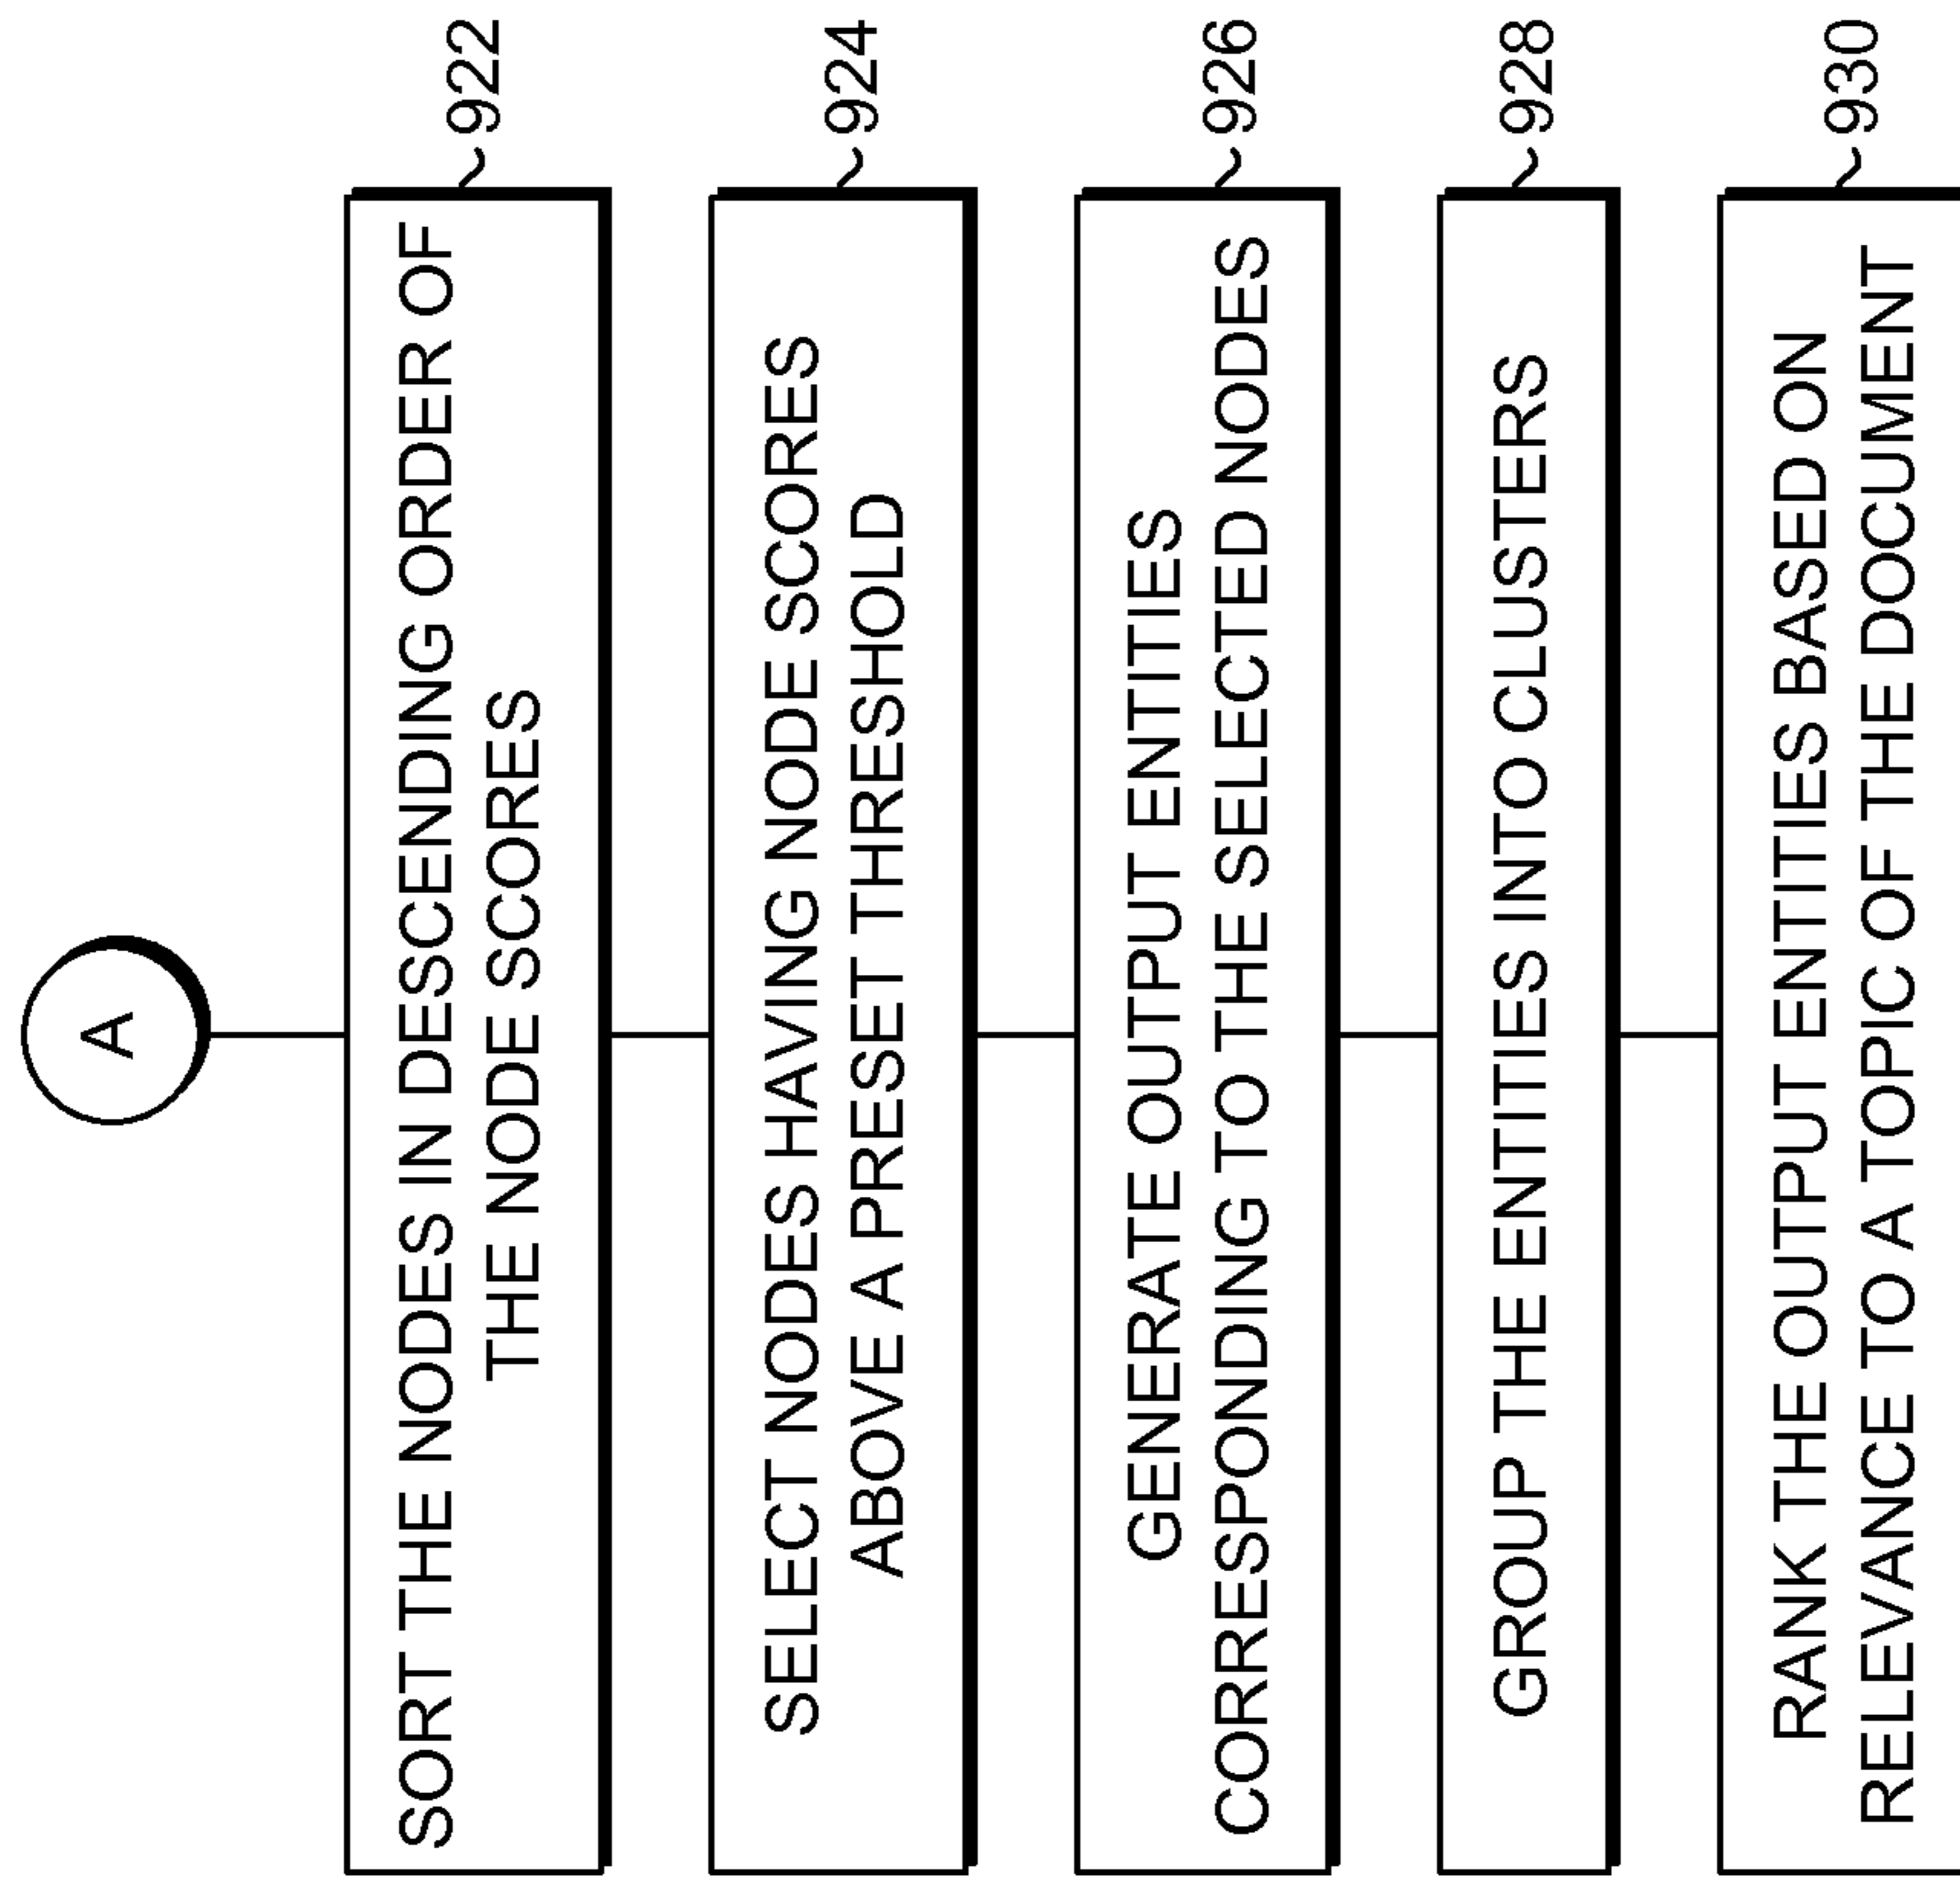 A
SORT THE NODES IN DESCENDING ORDER OF
THE NODE SCORES
922
SELECT NODES HAVING NODE SCORES
ABOVE A PRESET THRESHOLD
924
GENERATE OUTPUT ENTITIES
CORRESPONDING TO THE SELECTED NODES
926
GROUP THE ENTITIES INTO CLUSTERS
928
RANK THE OUTPUT ENTITIES BASED ON
RELEVANCE TO A TOPIC OF THE DOCUMENT
930